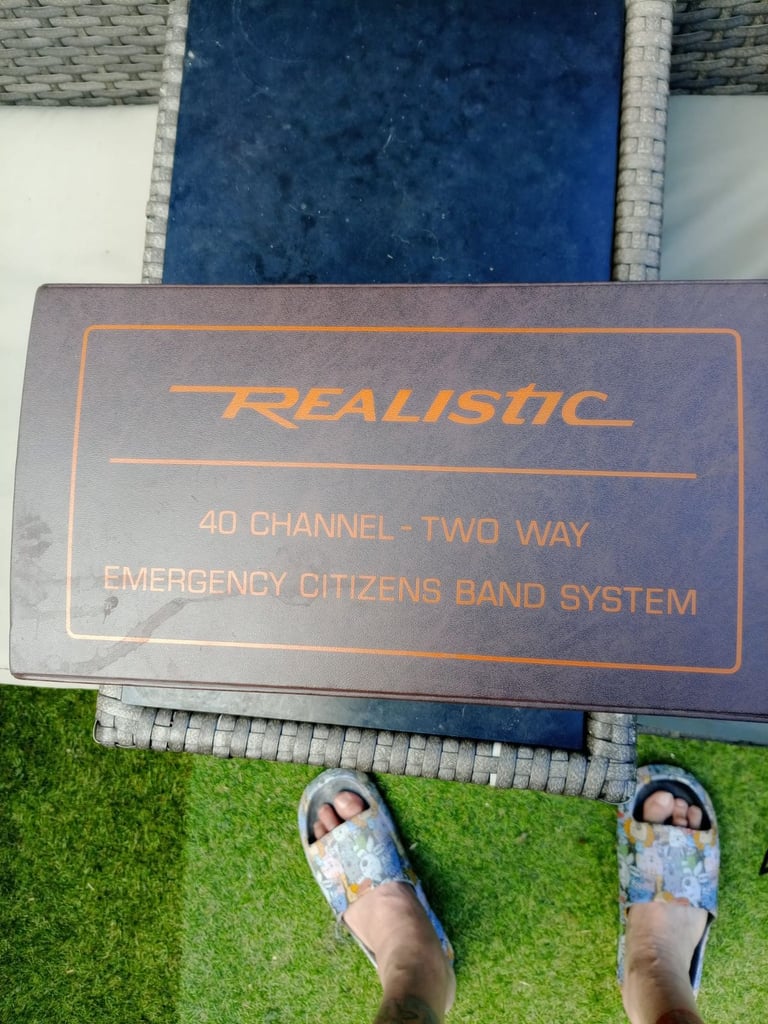 REALISTIC
40 CHANNEL - TWO WAY
EMERGENCY CITIZENS BAND SYSTEM